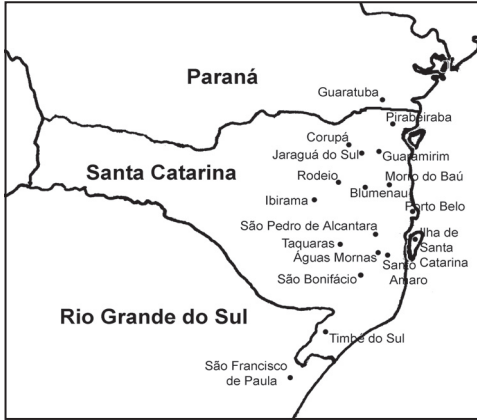 Paraná
Guaratuba
Pirabeiraba
Corupá
Jaraguá do Sul
Guaramirim
Santa Catarina
Rodeio
Morro do Baú
Blumenau
Ibirama
Porto Belo
São Pedro de Alcantara
Ilha de
Santa
Catarina
Taquaras
Águas Mornas
Santo
Amaro
São Bonifácio
Rio Grande do Sul
Timbé do Sul
São Francisco
de Paula